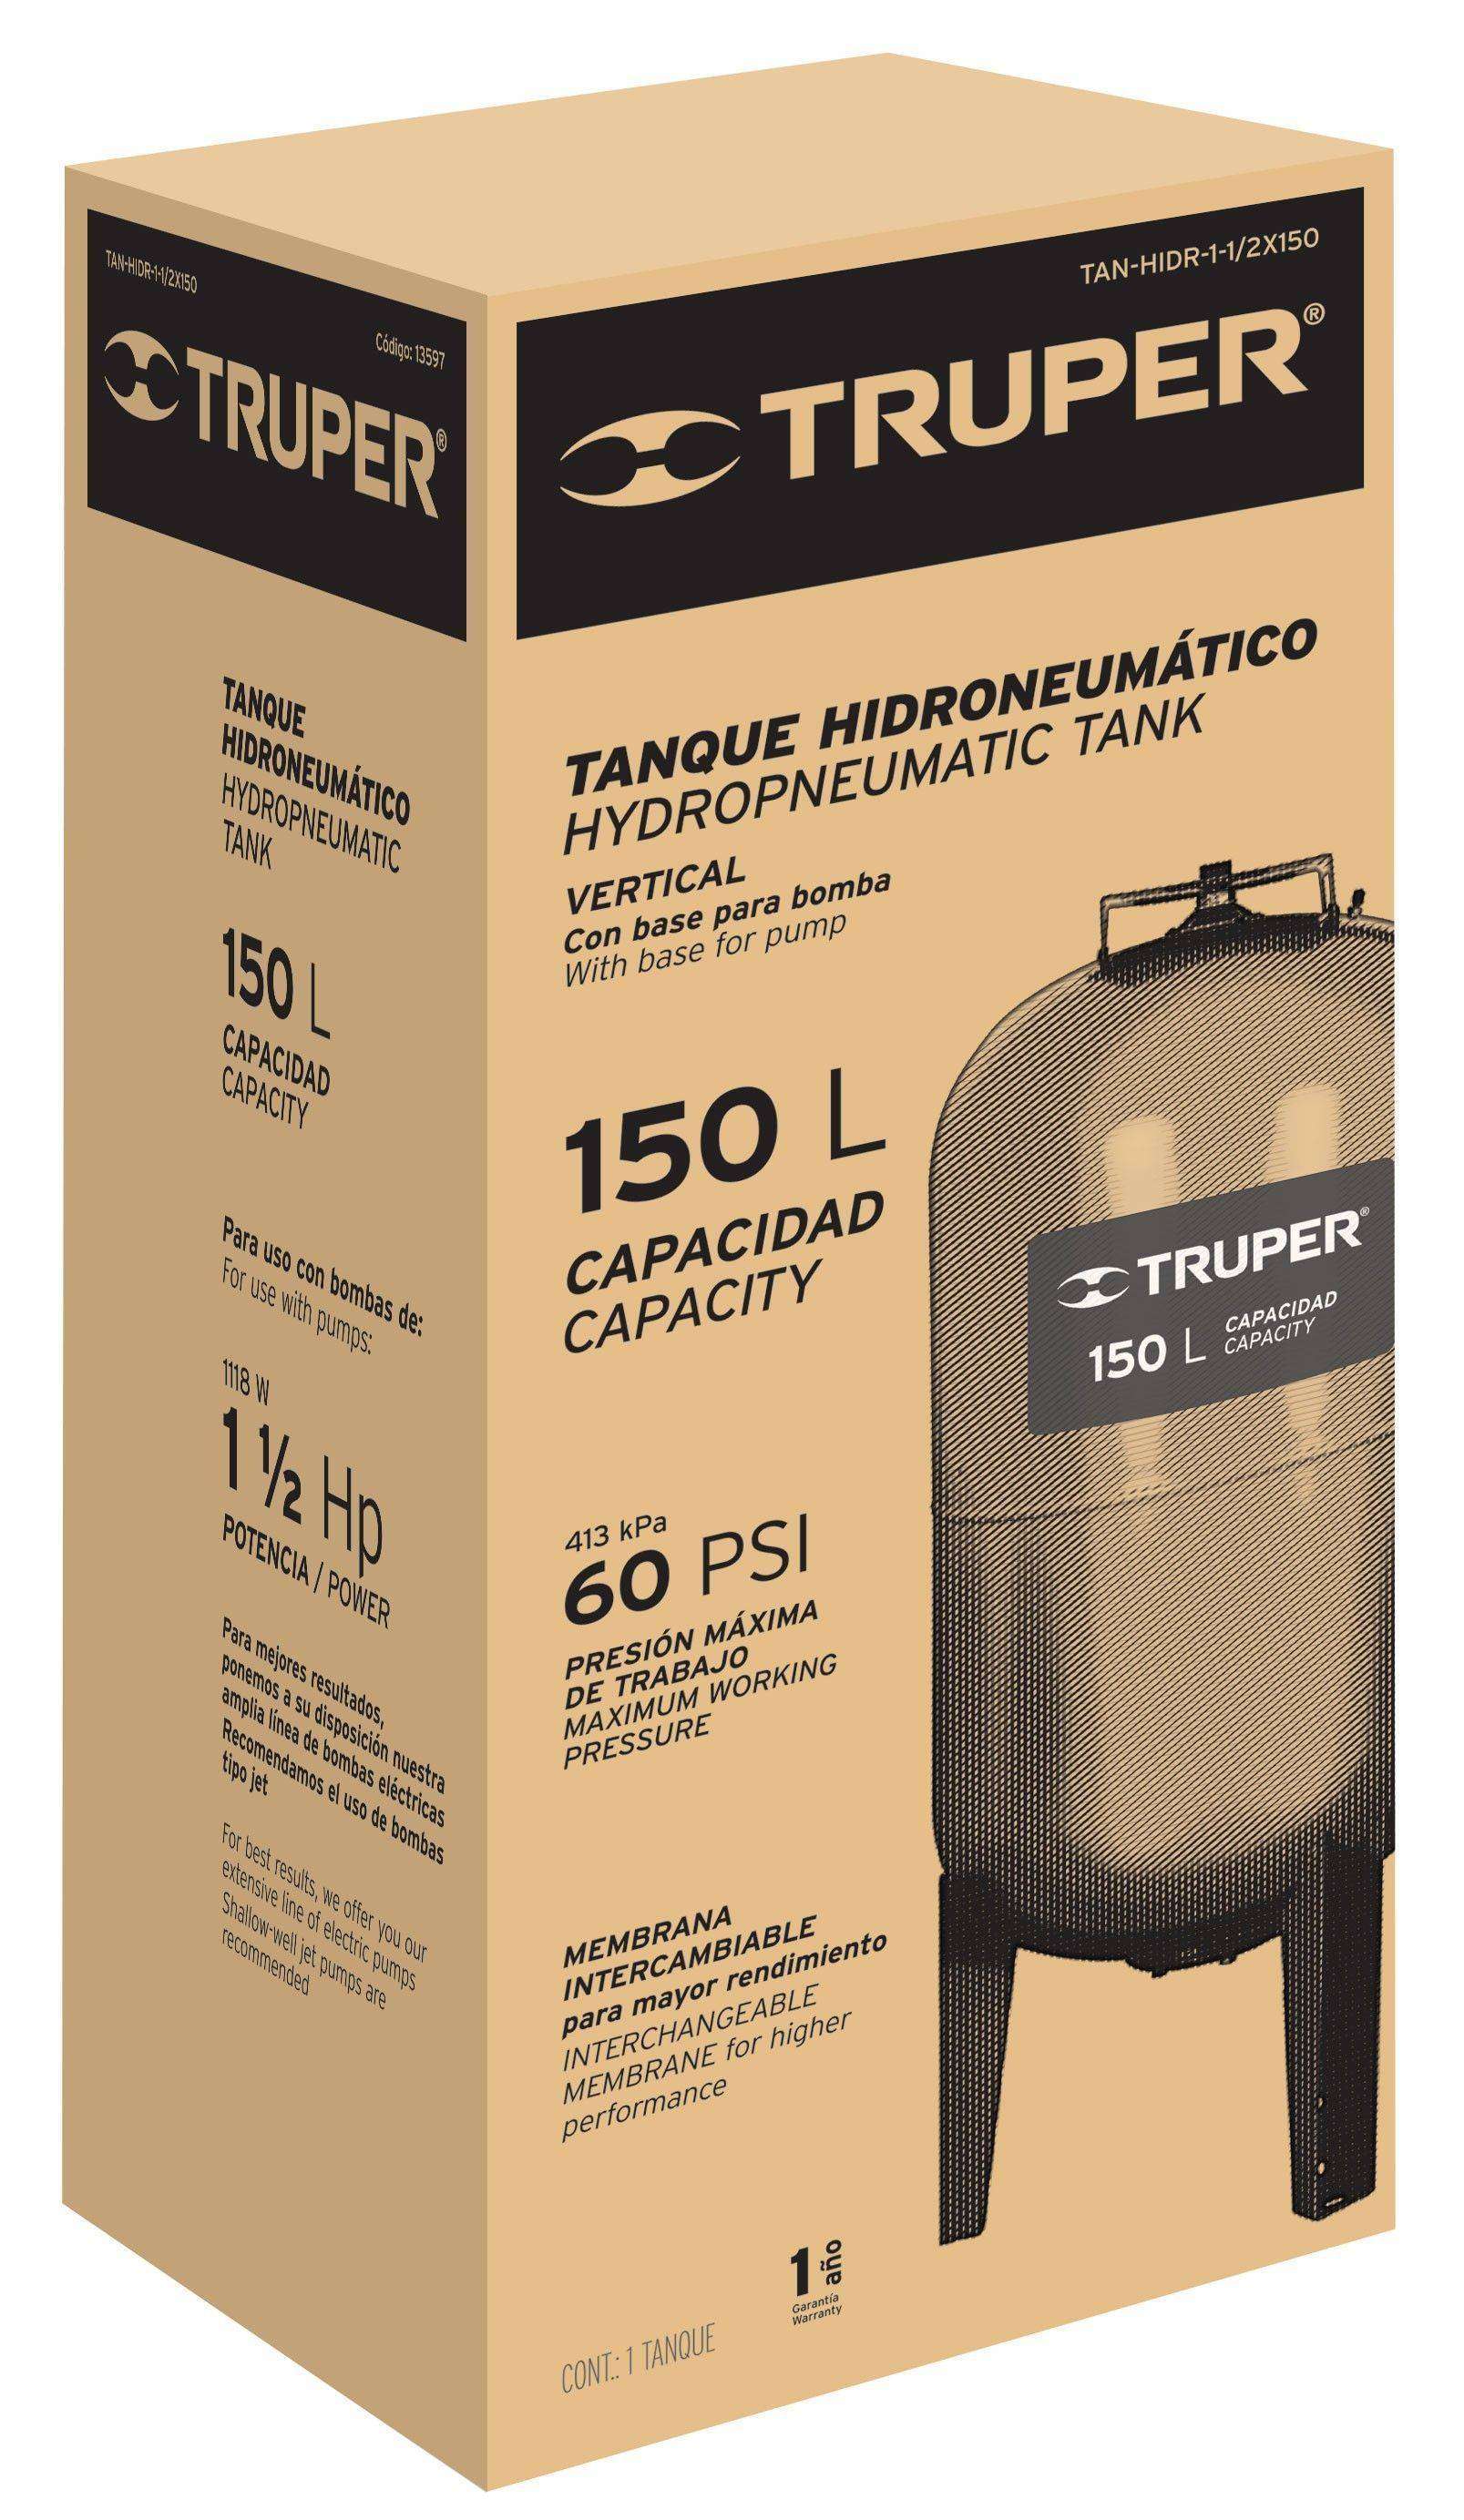 TAN-HIDR-1-1/2X150
Código: 13597
TRUPER®
TANQUE
HIDRONEUMÁTICO
HYDROPNEUMATIC
TANK
150 L
CAPACIDAD
CAPACITY
Para uso con bombas de:
For use with pumps:
1118 W
1 ½ Hp
POTENCIA / POWER
Para mejores resultados,
ponemos a su disposición nuestra
amplia línea de bombas eléctricas
Recomendamos el uso de bombas
tipo jet
For best results, we offer you our
extensive line of electric pumps
Shallow-well jet pumps are
recommended
TAN-HIDR-1-1/2X150
TRUPER®
TANQUE HIDRONEUMÁTICO
HYDROPNEUMATIC TANK
VERTICAL
Con base para bomba
With base for pump
150 L
CAPACIDAD
CAPACITY
413 kPa
60 PSI
PRESIÓN MÁXIMA
DE TRABAJO
MAXIMUM WORKING
PRESSURE
MEMBRANA
INTERCAMBIABLE
para mayor rendimiento
INTERCHANGEABLE
MEMBRANE for higher
performance
1 año
Garantía
Warranty
CONT.: 1 TANQUE
TRUPER®
150 L
CAPACIDAD
CAPACITY